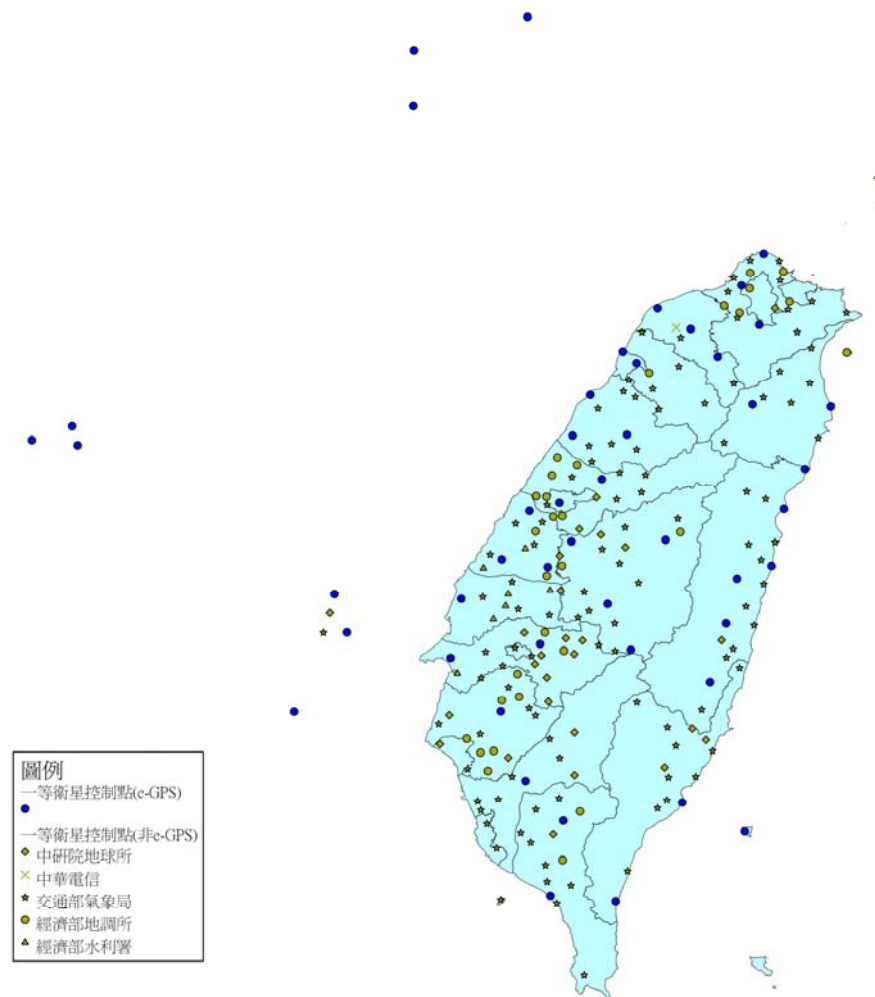 圖例
一等衛星控制點(e-GPS)
一等衛星控制點(非e-GPS)
中研院地球所
中華電信
交通部氣象局
經濟部地調所
經濟部水利署